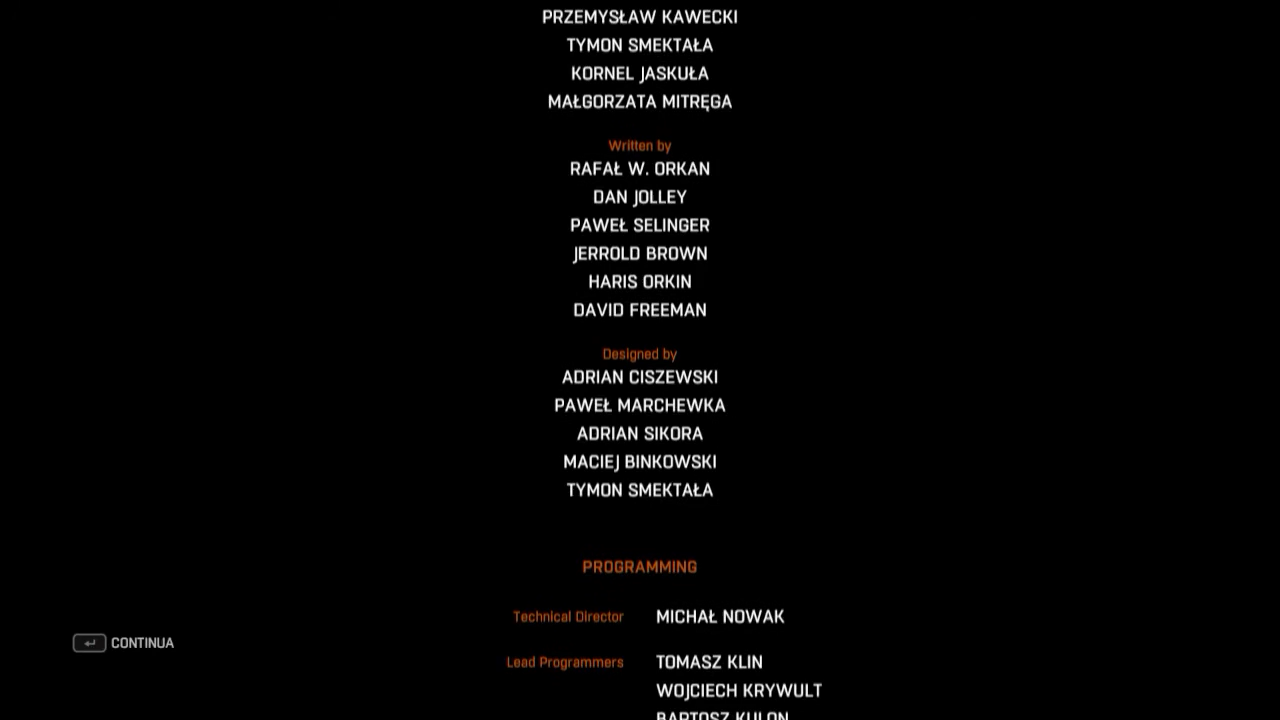 PRZEMYSŁAW KAWECKI
TYMON SMEKTAŁA
KORNEL JASKUŁA
MAŁGORZATA MITRĘGA
Written by
RAFAŁ W. ORKAN
DAN JOLLEY
PAWEŁ SELINGER
JERROLD BROWN
HARIS ORKIN
DAVID FREEMAN
Designed by
ADRIAN CISZEWSKI
PAWEŁ MARCHEWKA
ADRIAN SIKORA
MACIEJ BINKOWSKI
TYMON SMEKTAŁA
PROGRAMMING
Technical Director MICHAŁ NOWAK
CONTINUA
Lead Programmers TOMASZ KLIN
WOJCIECH KRYWULT
BARTOSZ KULON